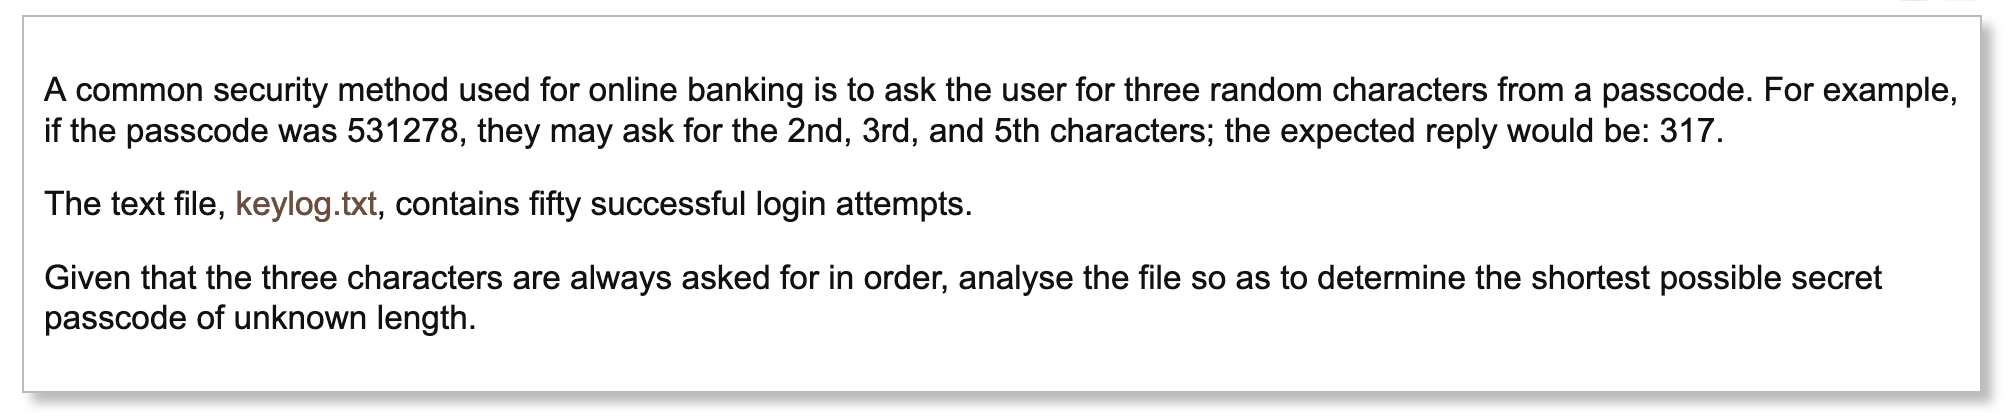 A common security method used for online banking is to ask the user for three random characters from a passcode. For example,
if the passcode was 531278, they may ask for the 2nd, 3rd, and 5th characters; the expected reply would be: 317.
The text file, keylog.txt, contains fifty successful login attempts.
Given that the three characters are always asked for in order, analyse the file so as to determine the shortest possible secret
passcode of unknown length.